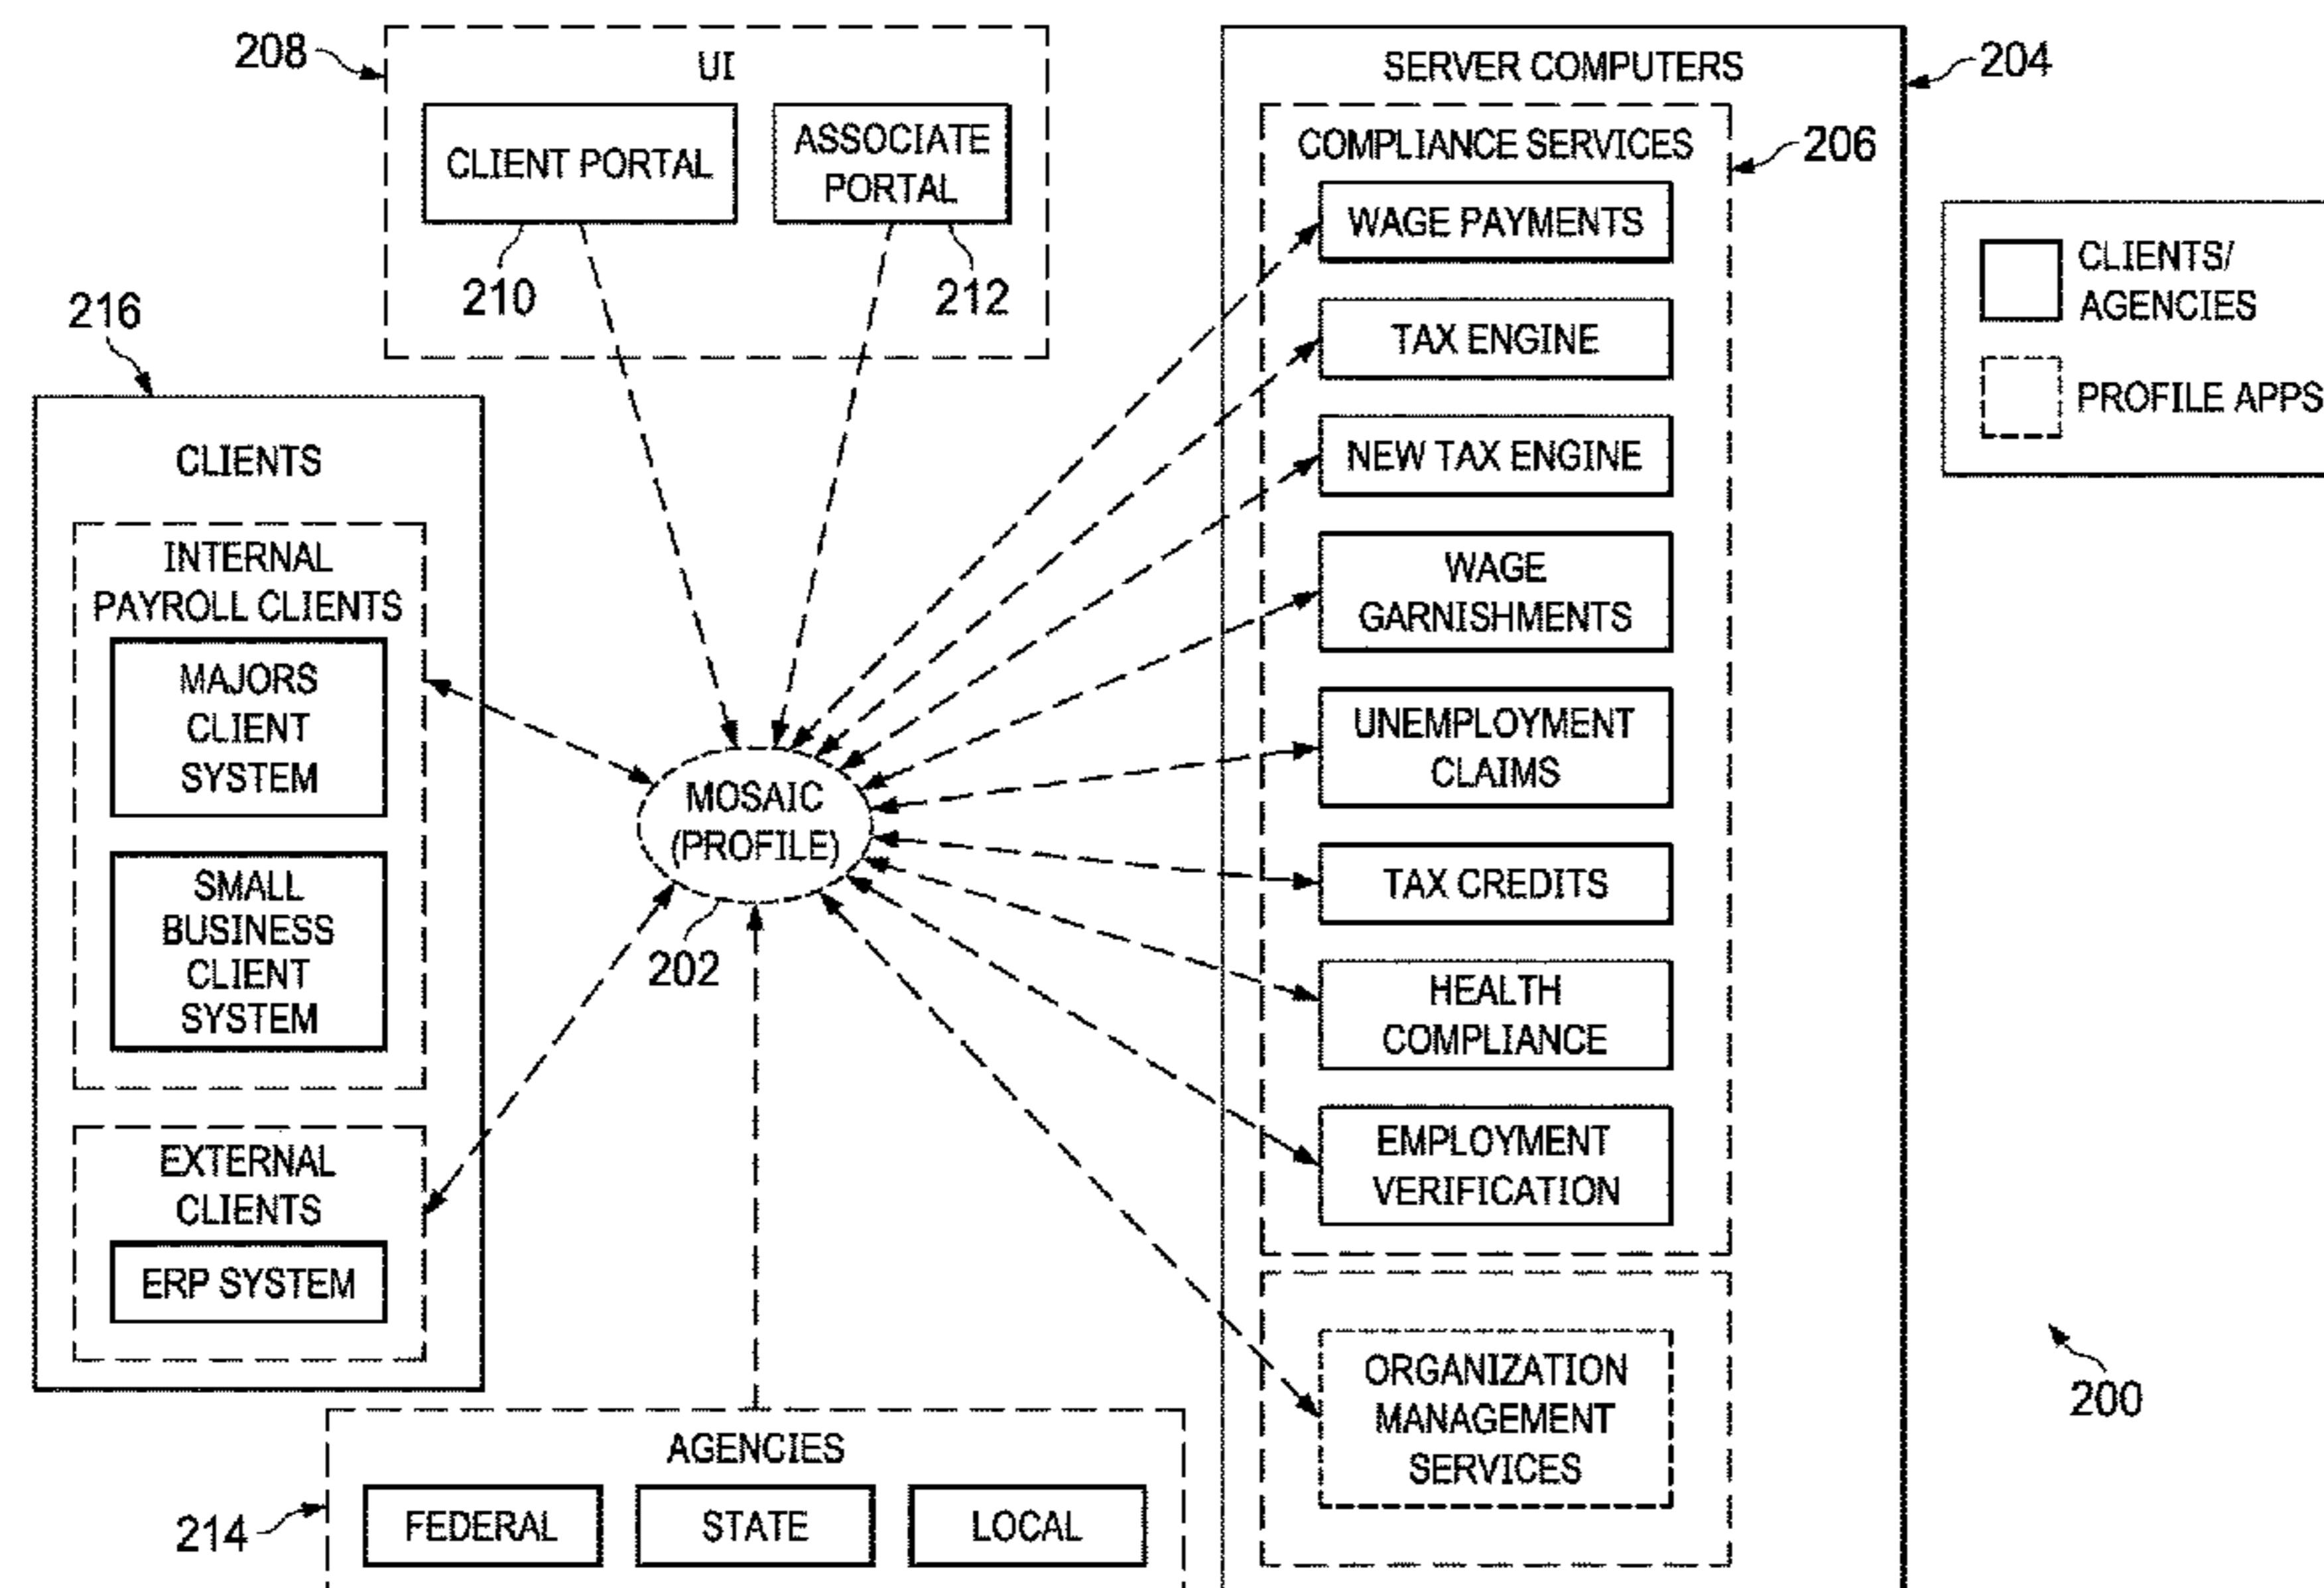 208
UI
CLIENT PORTAL
ASSOCIATE
PORTAL
210
212
SERVER COMPUTERS
204
COMPLIANCE SERVICES
206
WAGE PAYMENTS
TAX ENGINE
NEW TAX ENGINE
WAGE
GARNISHMENTS
UNEMPLOYMENT
CLAIMS
TAX CREDITS
HEALTH
COMPLIANCE
EMPLOYMENT
VERIFICATION
ORGANIZATION
MANAGEMENT
SERVICES
CLIENTS/
AGENCIES
PROFILE APPS
216
CLIENTS
INTERNAL
PAYROLL CLIENTS
MAJORS
CLIENT
SYSTEM
SMALL
BUSINESS
CLIENT
SYSTEM
EXTERNAL
CLIENTS
ERP SYSTEM
MOSAIC
(PROFILE)
202
200
AGENCIES
214
FEDERAL
STATE
LOCAL